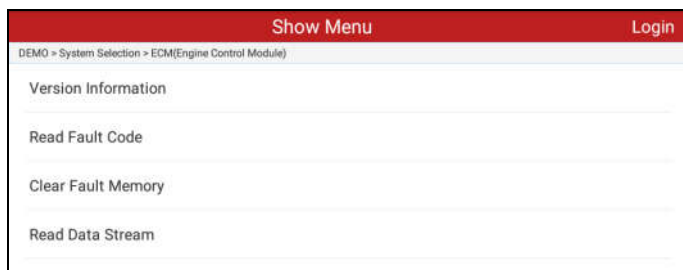 Show Menu Login
DEMO > System Selection > ECM(Engine Control Module)
Version Information
Read Fault Code
Clear Fault Memory
Read Data Stream